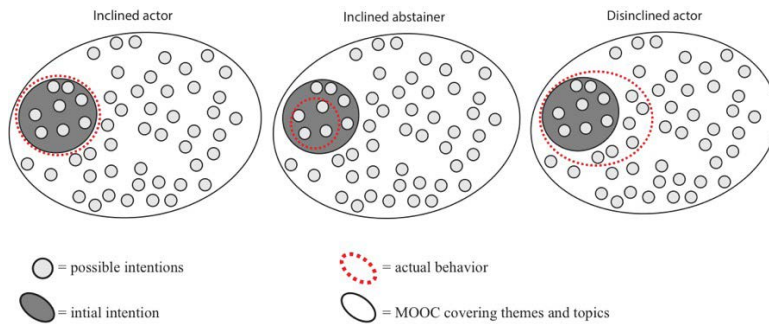 Inclined actor
Inclined abstainer
Disinclined actor
= possible intentions
= actual behavior
= intial intention
= MOOC covering themes and topics